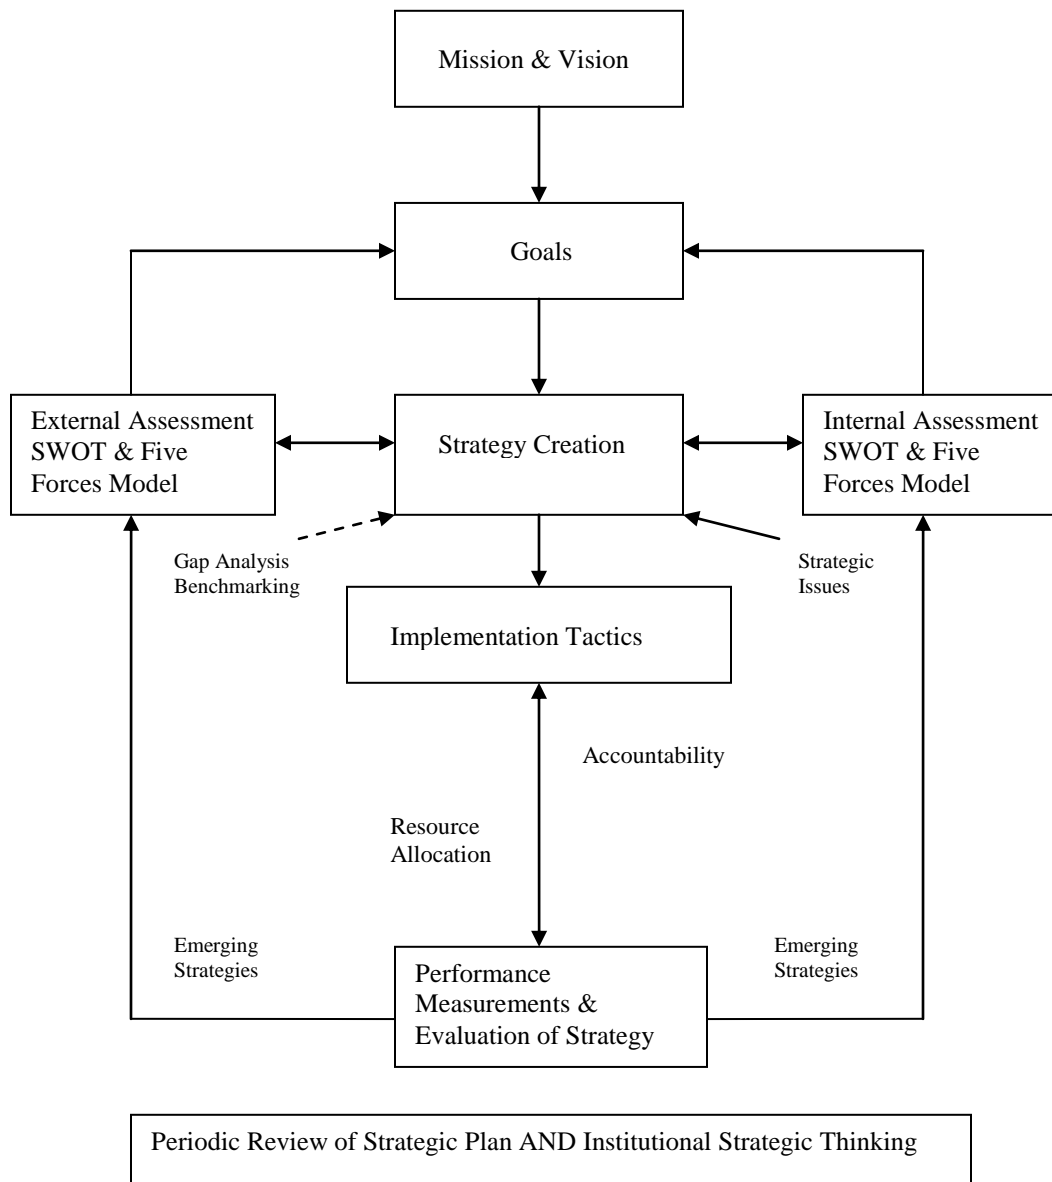 Mission & Vision
Goals
External Assessment
SWOT & Five
Forces Model
Strategy Creation
Internal Assessment
SWOT & Five
Forces Model
Gap Analysis
Benchmarking
Strategic
Issues
Implementation Tactics
Accountability
Resource
Allocation
Emerging
Strategies
Emerging
Strategies
Performance
Measurements &
Evaluation of Strategy
Periodic Review of Strategic Plan AND Institutional Strategic Thinking